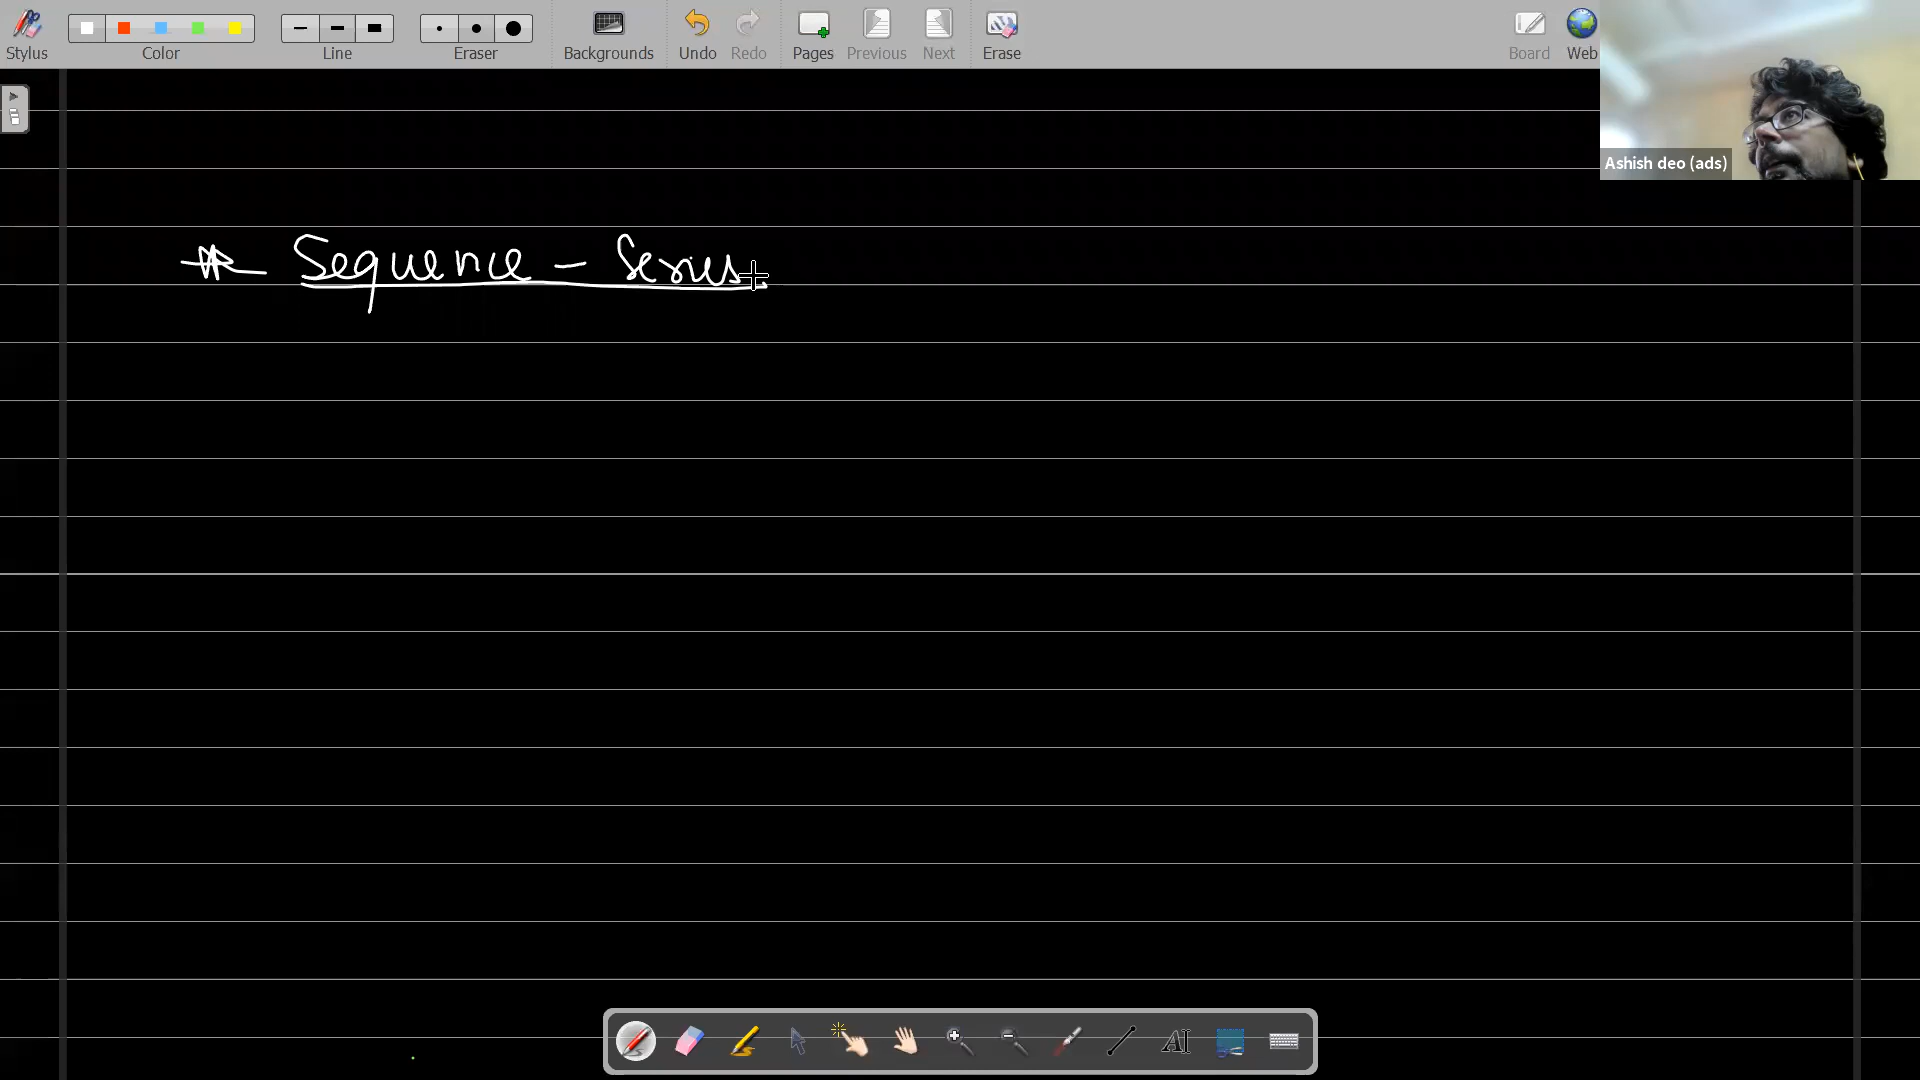 Stylus
Color
Line
Eraser
Backgrounds
Undo
Redo
Pages
Previous
Next
Erase
Board
Web
Ashish deo (ads)
Sequence - Series.